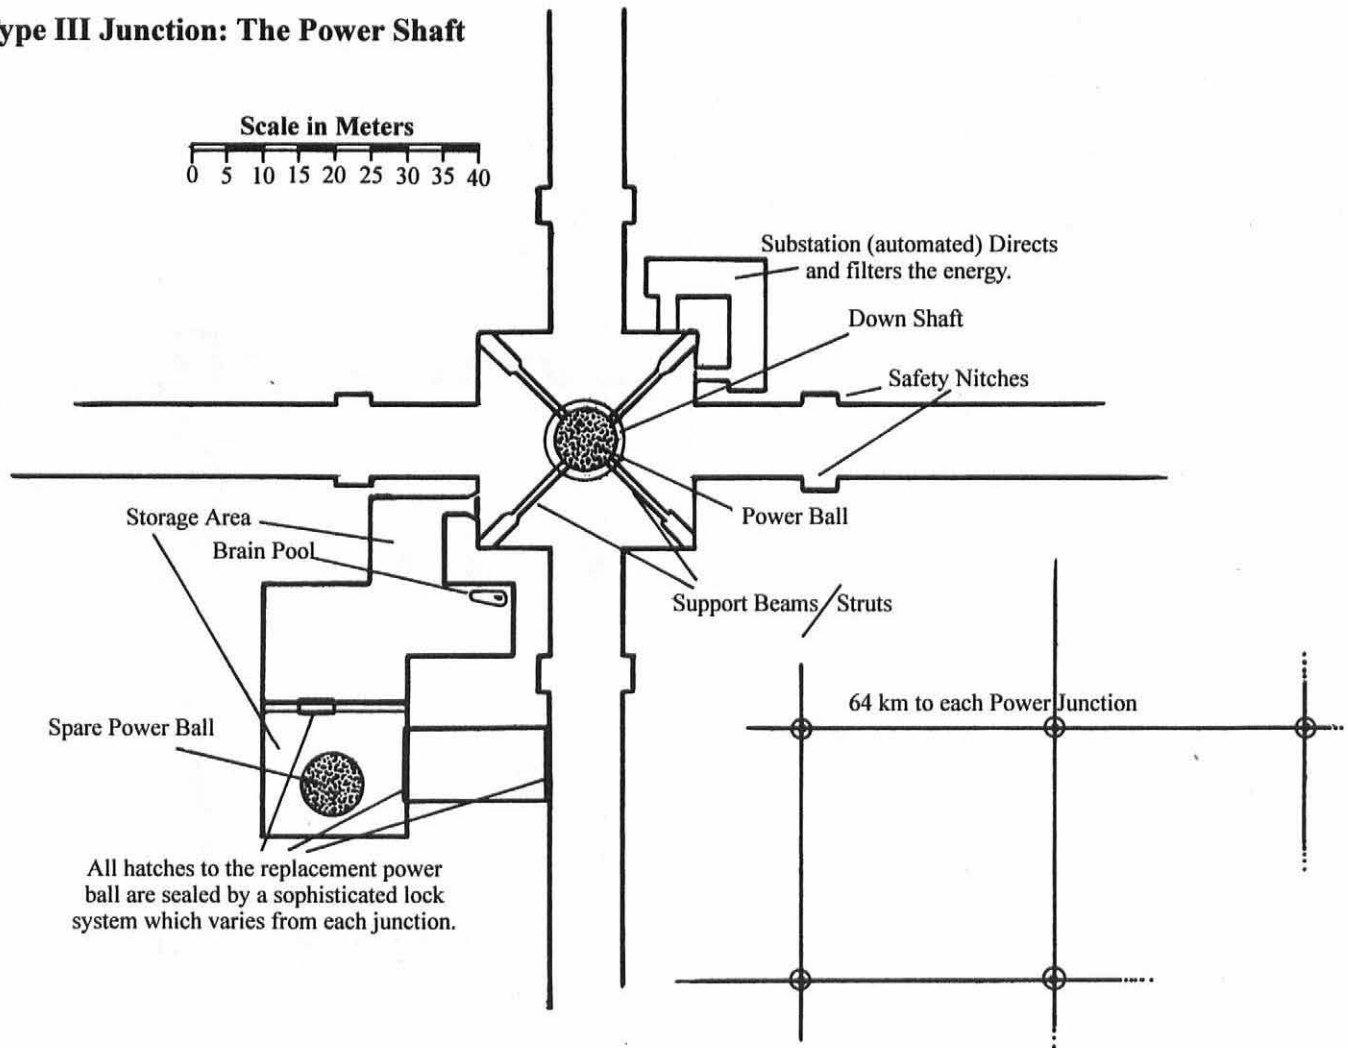 ype III Junction: The Power Shaft
Scale in Meters
0 5 10 15 20 25 30 35 40
Substation (automated) Directs
and filters the energy.
Down Shaft
Safety Nitches
Storage Area
Brain Pool
Power Ball
Support Beams/Struts
64 km to each Power Junction
Spare Power Ball
All hatches to the replacement power
ball are sealed by a sophisticated lock
system which varies from each junction.